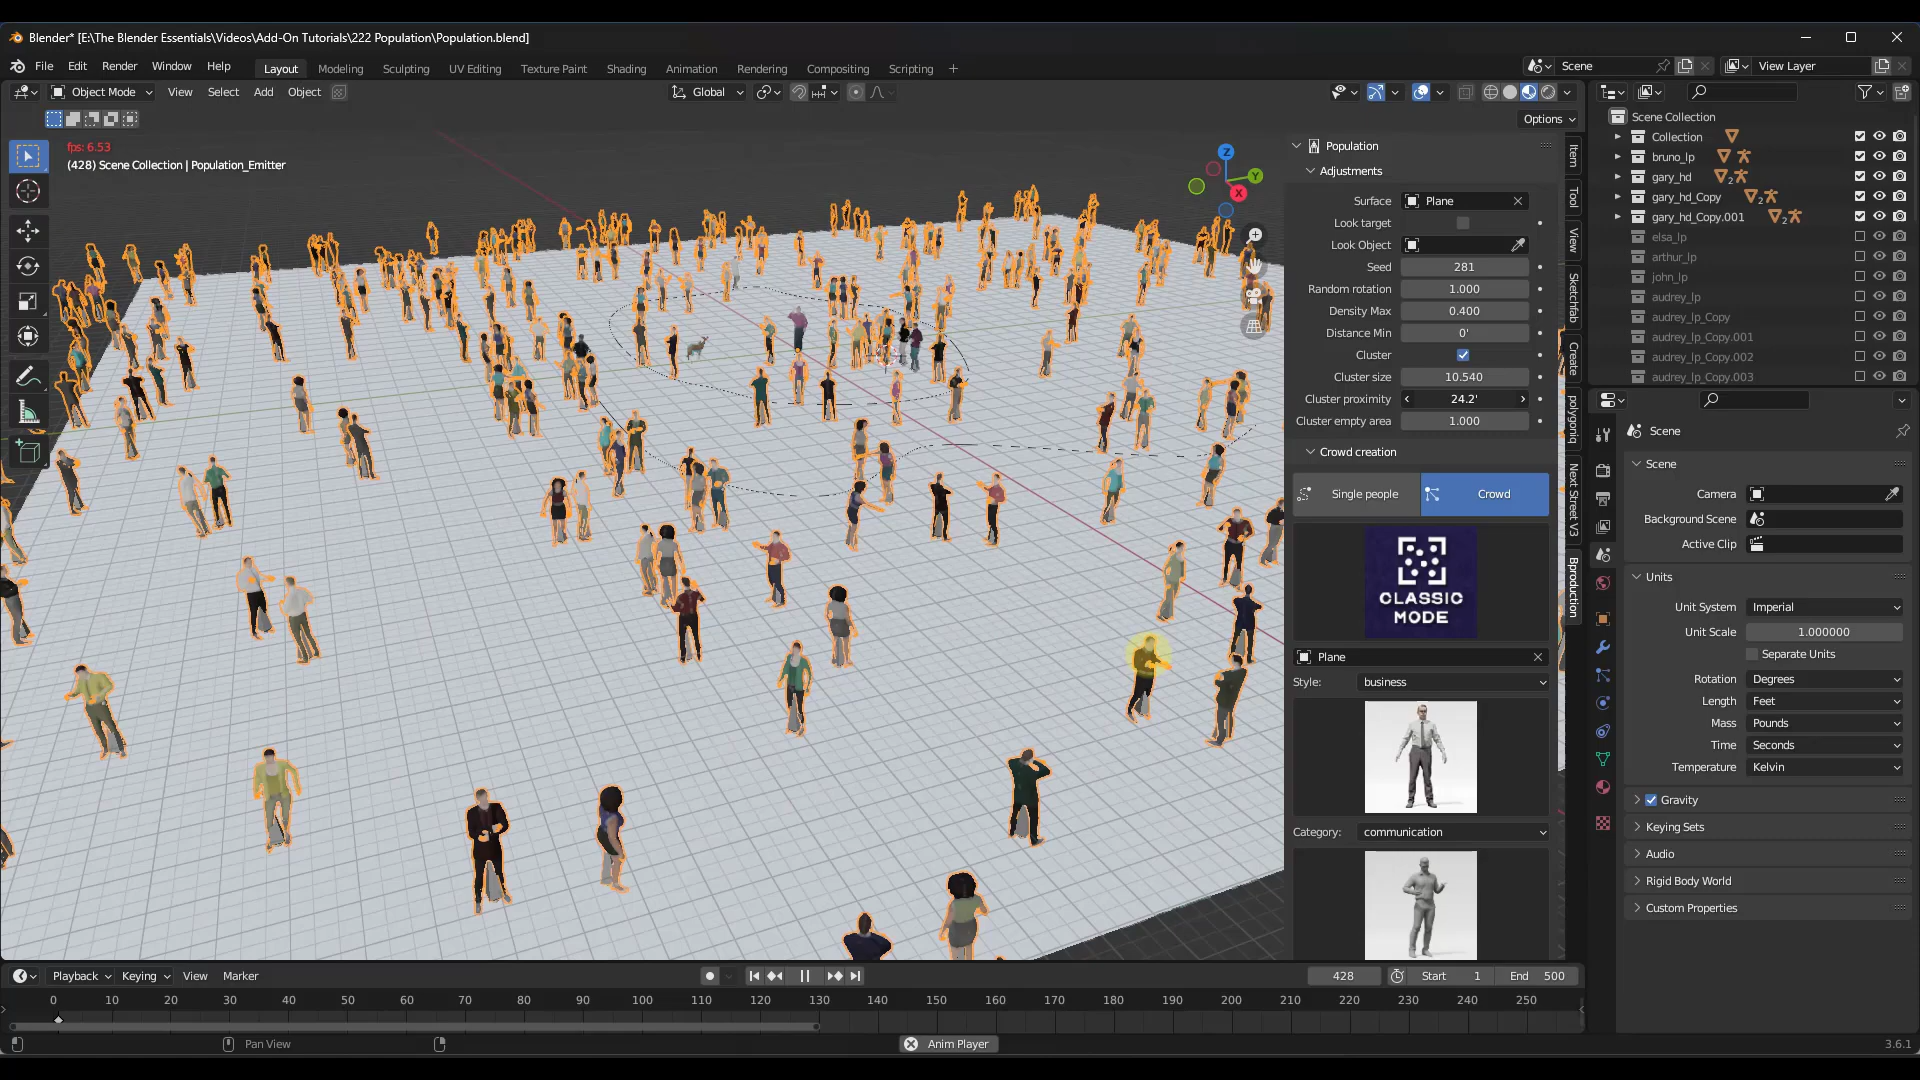 Blender* [E:\The Blender Essentials\Videos\Add-On Tutorials\222 Population\Population.blend]
File Edit Render Window Help Layout Modeling Sculpting UV Editing Texture Paint Shading Animation Rendering Compositing Scripting + Scene View Layer
Object Mode View Select Add Object Global
Options
fps: 6.53
(428) Scene Collection | Population_Emitter
Z
Y
X
Population
Adjustments
Surface Plane
Look target
Look Object
Seed 281
Random rotation 1.000
Density Max 0.400
Distance Min 0'
Cluster
Cluster size 10.540
Cluster proximity 24.2'
Cluster empty area 1.000
Crowd creation
Single people Crowd
CLASSIC
MODE
Plane
Style: business
Category: communication
Item
Tool
View
Sketchfab
Create
polygoniq
Next Street V3
Bproduction
Scene Collection
Collection
bruno_lp
gary_hd 2
gary_hd_Copy 2
gary_hd_Copy.001 2
elsa_lp
arthur_lp
john_lp
audrey_lp
audrey_lp_Copy
audrey_lp_Copy.001
audrey_lp_Copy.002
audrey_lp_Copy.003
Scene
Scene
Camera
Background Scene
Active Clip
Units
Unit System Imperial
Unit Scale 1.000000
Separate Units
Rotation Degrees
Length Feet
Mass Pounds
Time Seconds
Temperature Kelvin
Gravity
Keying Sets
Audio
Rigid Body World
Custom Properties
Playback Keying View Marker 428 Start 1 End 500
0 10 20 30 40 50 60 70 80 90 100 110 120 130 140 150 160 170 180 190 200 210 220 230 240 250
Pan View Anim Player 3.6.1